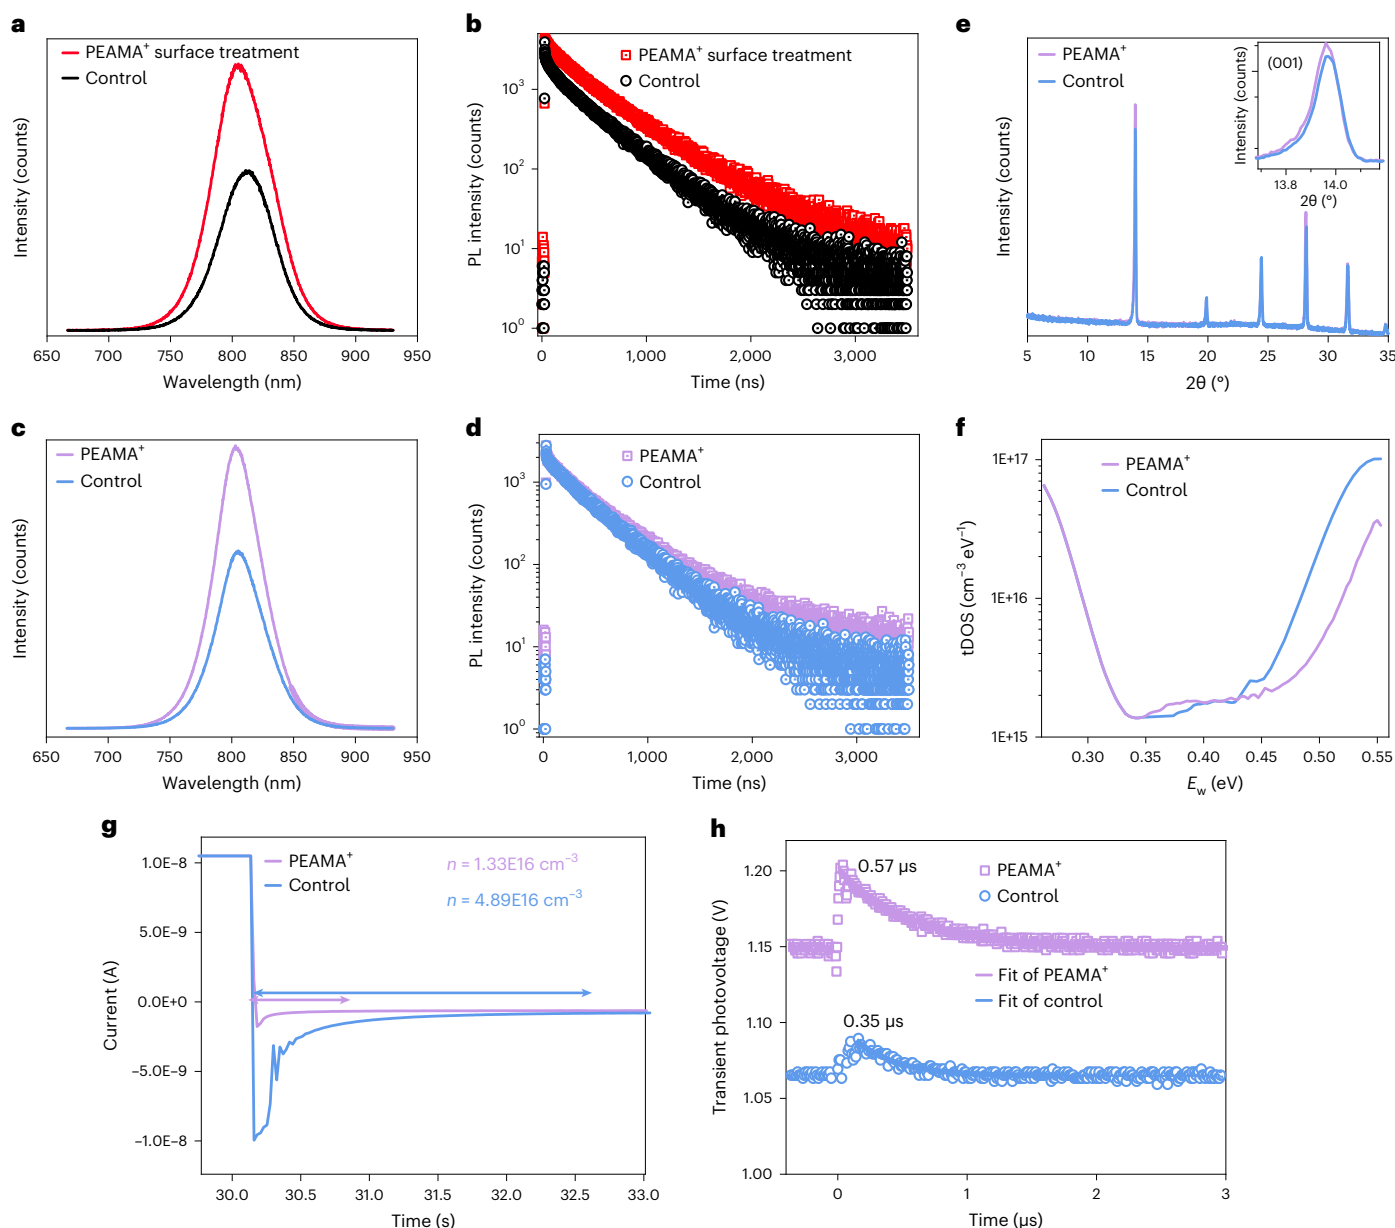 a
PEAMA⁺ surface treatment
Control
Intensity (counts)
650 700 750 800 850 900 950
Wavelength (nm)
b
PEAMA⁺ surface treatment
Control
PL intensity (counts)
10³
10²
10¹
10⁰
0 1,000 2,000 3,000
Time (ns)
e
PEAMA⁺
Control
Intensity (counts)
5 10 15 20 25 30 35
2θ (°)
(001)
Intensity (counts)
13.8 14.0
2θ (°)
c
PEAMA⁺
Control
Intensity (counts)
650 700 750 800 850 900 950
Wavelength (nm)
d
PEAMA⁺
Control
PL intensity (counts)
10³
10²
10¹
10⁰
0 1,000 2,000 3,000
Time (ns)
f
PEAMA⁺
Control
tDOS (cm⁻³ eV⁻¹)
1E+17
1E+16
1E+15
0.30 0.35 0.40 0.45 0.50 0.55
E_w (eV)
g
PEAMA⁺
Control
n = 1.33E16 cm⁻³
n = 4.89E16 cm⁻³
Current (A)
1.0E-8
5.0E-9
0.0E+0
-5.0E-9
-1.0E-8
30.0 30.5 31.0 31.5 32.0 32.5 33.0
Time (s)
h
0.57 µs
PEAMA⁺
Control
Fit of PEAMA⁺
Fit of control
0.35 µs
Transient photovoltage (V)
1.20
1.15
1.10
1.05
1.00
0 1 2 3
Time (µs)